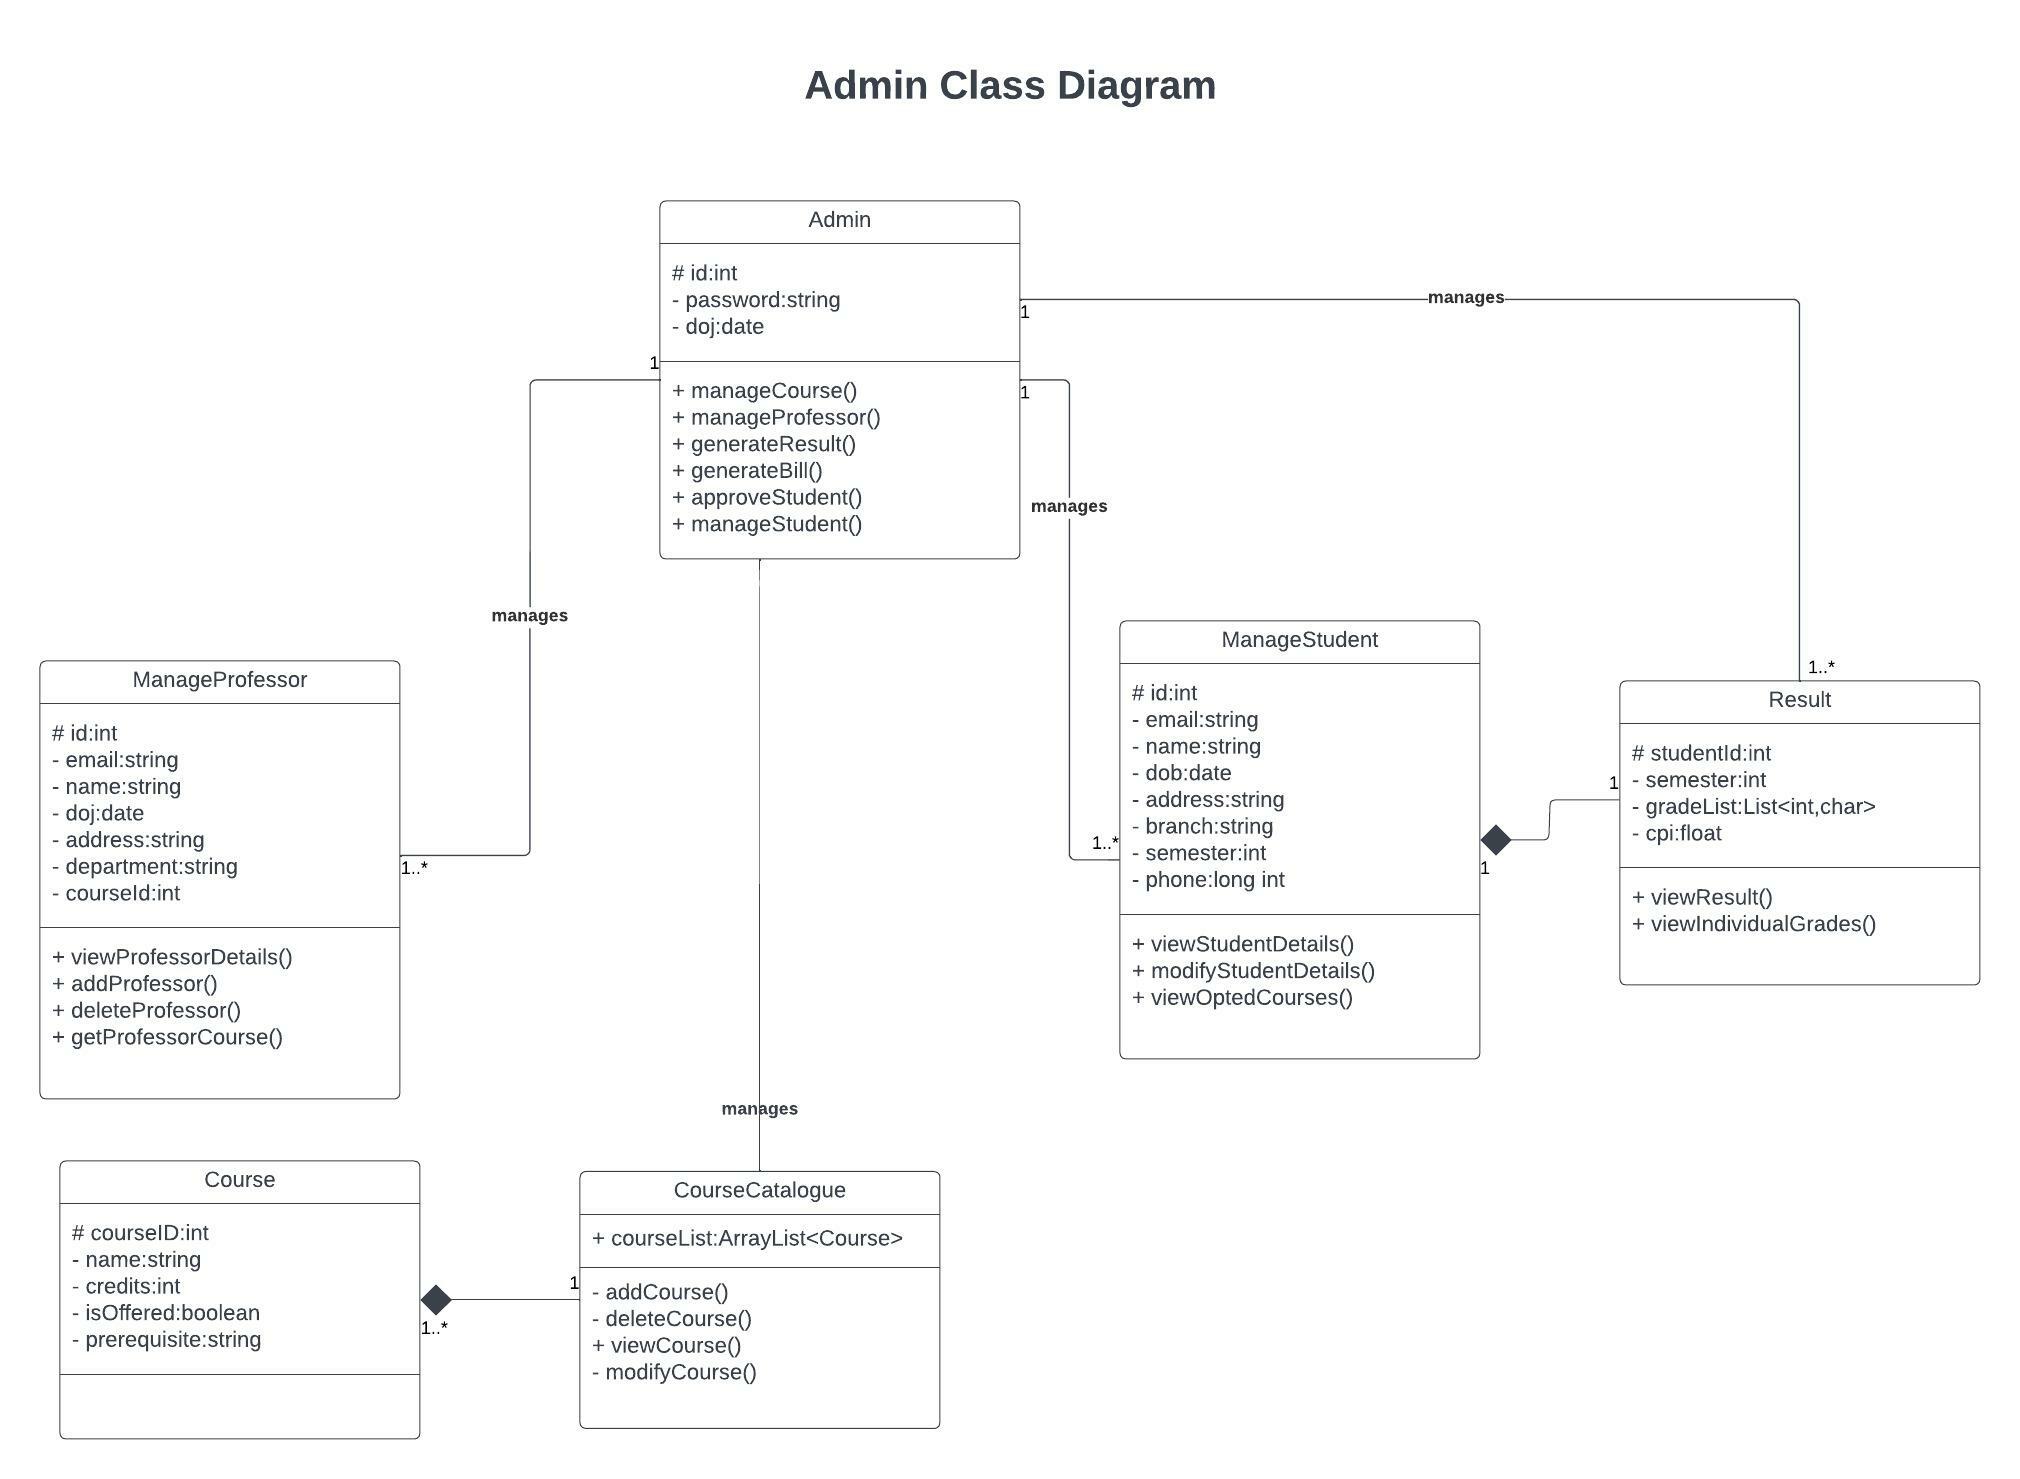 Admin Class Diagram
Admin
# id:int
- password:string
- doj:date
+ manageCourse()
+ manageProfessor()
+ generateResult()
+ generateBill()
+ approveStudent()
+ manageStudent()
manages
1
1
1
manages
manages
1..*
1..*
1..*
ManageProfessor
# id:int
- email:string
- name:string
- doj:date
- address:string
- department:string
- courseId:int
+ viewProfessorDetails()
+ addProfessor()
+ deleteProfessor()
+ getProfessorCourse()
ManageStudent
# id:int
- email:string
- name:string
- dob:date
- address:string
- branch:string
- semester:int
- phone:long int
+ viewStudentDetails()
+ modifyStudentDetails()
+ viewOptedCourses()
1
1
Result
# studentId:int
- semester:int
- gradeList:List<int,char>
- cpi:float
+ viewResult()
+ viewIndividualGrades()
manages
Course
# courseID:int
- name:string
- credits:int
- isOffered:boolean
- prerequisite:string
1..*
1
CourseCatalogue
+ courseList:ArrayList<Course>
- addCourse()
- deleteCourse()
+ viewCourse()
- modifyCourse()